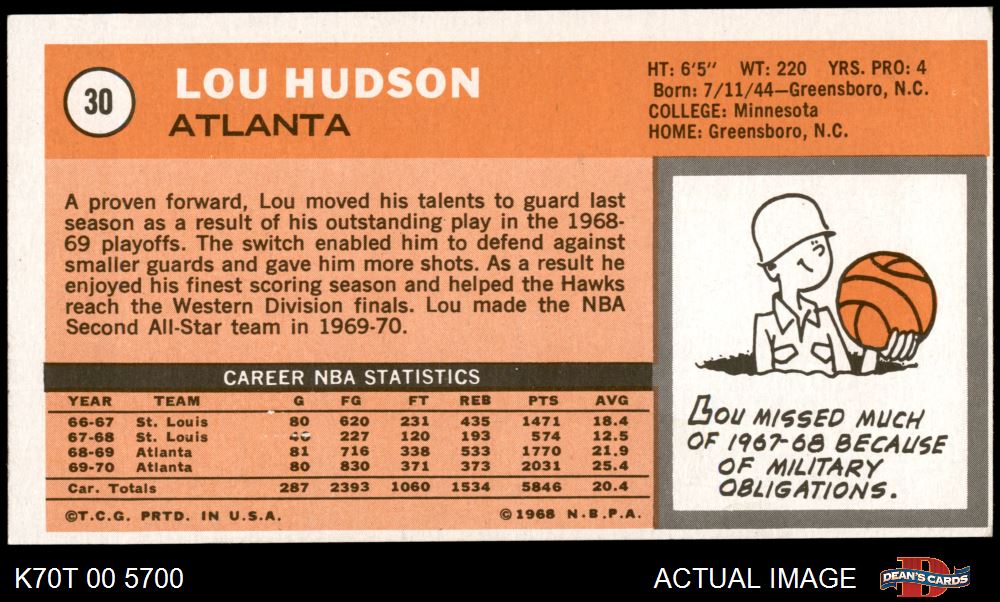 30
LOU HUDSON
ATLANTA
HT: 6'5" WT: 220 YRS. PRO: 4
Born: 7/11/44—Greensboro, N.C.
COLLEGE: Minnesota
HOME: Greensboro, N.C.
A proven forward, Lou moved his talents to guard last
season as a result of his outstanding play in the 1968-
69 playoffs. The switch enabled him to defend against
smaller guards and gave him more shots. As a result he
enjoyed his finest scoring season and helped the Hawks
reach the Western Division finals. Lou made the NBA
Second All-Star team in 1969-70.
CAREER NBA STATISTICS
YEAR TEAM G FG FT REB PTS AVG
66-67 St. Louis 80 620 231 435 1471 18.4
67-68 St. Louis 227 120 193 574 12.5
68-69 Atlanta 81 716 338 533 1770 21.9
69-70 Atlanta 80 830 371 373 2031 25.4
Car. Totals 287 2393 1060 1534 5846 20.4
©T.C.G. PRTD. IN U.S.A. ©1968 N.B.P.A.
LOU MISSED MUCH
OF 1967-68 BECAUSE
OF MILITARY
OBLIGATIONS.
K70T 00 5700
ACTUAL IMAGE
D
DEAN'S CARDS